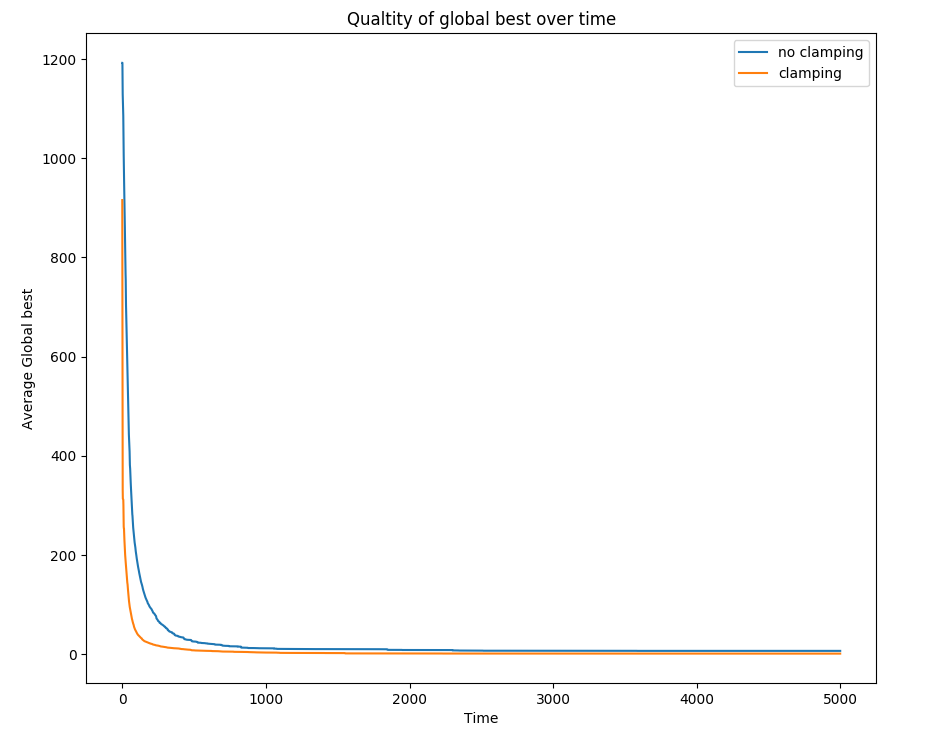 Qualtity of global best over time
no clamping
clamping
1200
1000
800
600
400
200
0
Average Global best
0 1000 2000 3000 4000 5000
Time